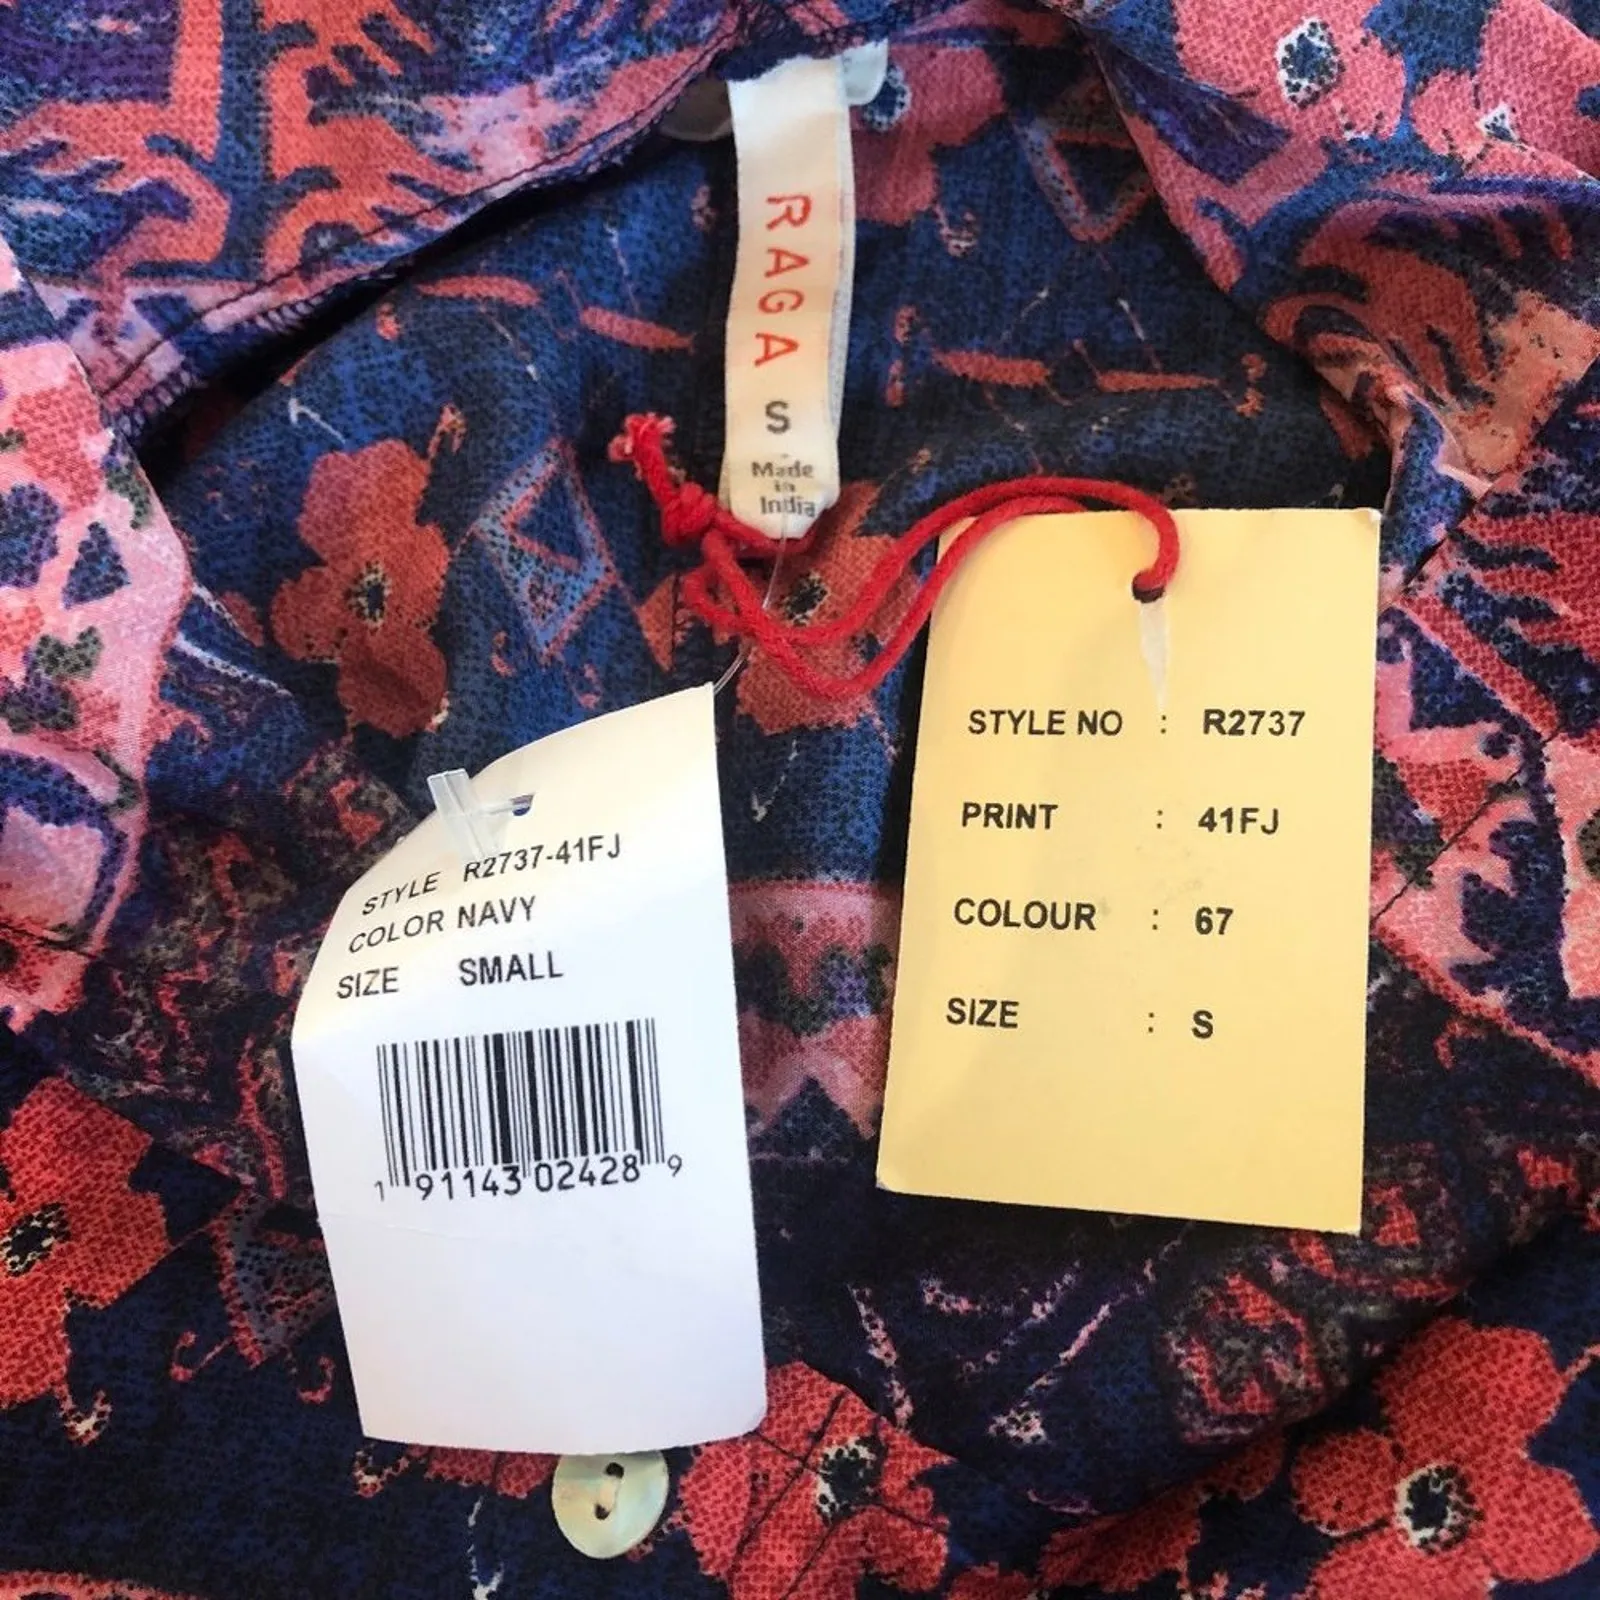 RAGA
S
Made
in
India
STYLE R2737-41FJ
COLOR NAVY
SIZE SMALL
1 91143 02428 9
STYLE NO : R2737
PRINT : 41FJ
COLOUR : 67
SIZE : S